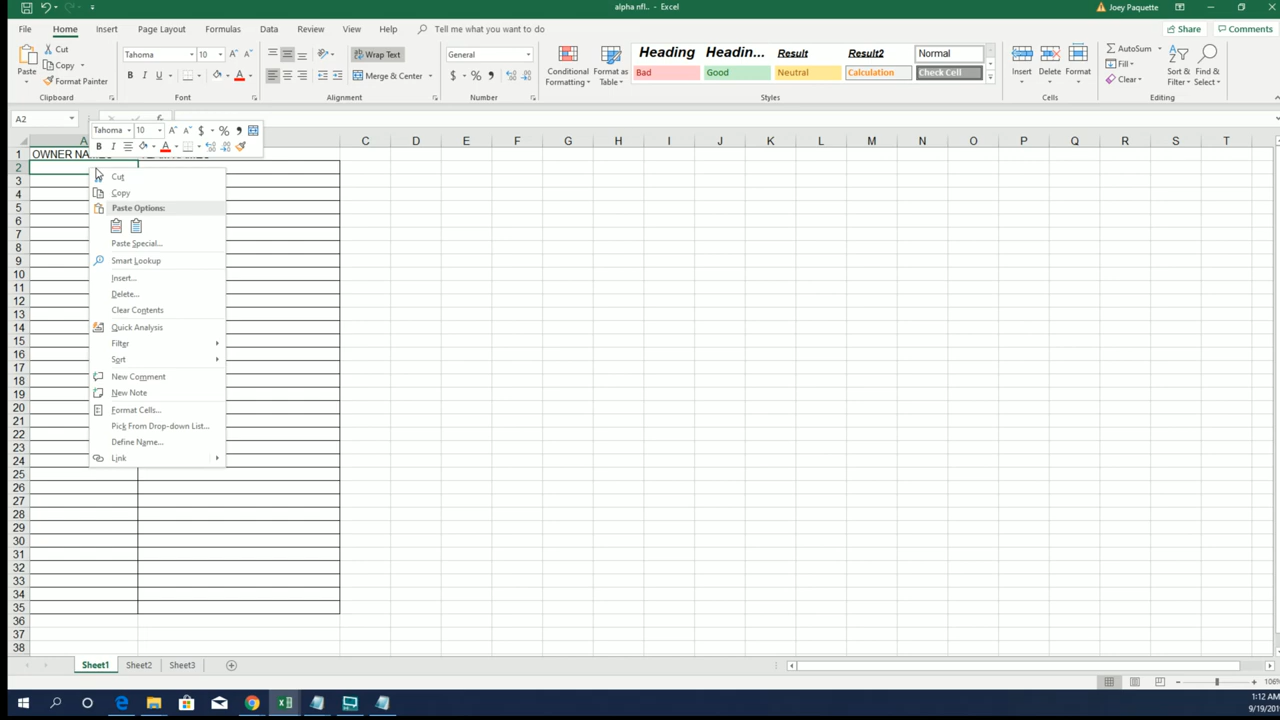 alpha nfl.. - Excel
Joey Paquette
File Home Insert Page Layout Formulas Data Review View Help Tell me what you want to do
Share Comments
Paste
Cut
Copy
Format Painter
Clipboard
Tahoma 10
B I U
Font
Wrap Text
Merge & Center
Alignment
General
$ %
Number
Conditional Formatting
Format as Table
Heading Headin... Result Result2 Normal
Bad Good Neutral Calculation Check Cell
Styles
Insert Delete Format
Cells
AutoSum
Fill
Clear
Sort & Filter
Find & Select
Editing
A2
Tahoma 10 $ %
B I
A C D E F G H I J K L M N O P Q R S T
1 OWNER NAMES
2
3
4
5
6
7
8
9
10
11
12
13
14
15
16
17
18
19
20
21
22
23
24
25
26
27
28
29
30
31
32
33
34
35
36
37
38
Cut
Copy
Paste Options:
Paste Special...
Smart Lookup
Insert...
Delete...
Clear Contents
Quick Analysis
Filter
Sort
New Comment
New Note
Format Cells...
Pick From Drop-down List...
Define Name...
Link
Sheet1 Sheet2 Sheet3
106%
1:12 AM
9/19/201